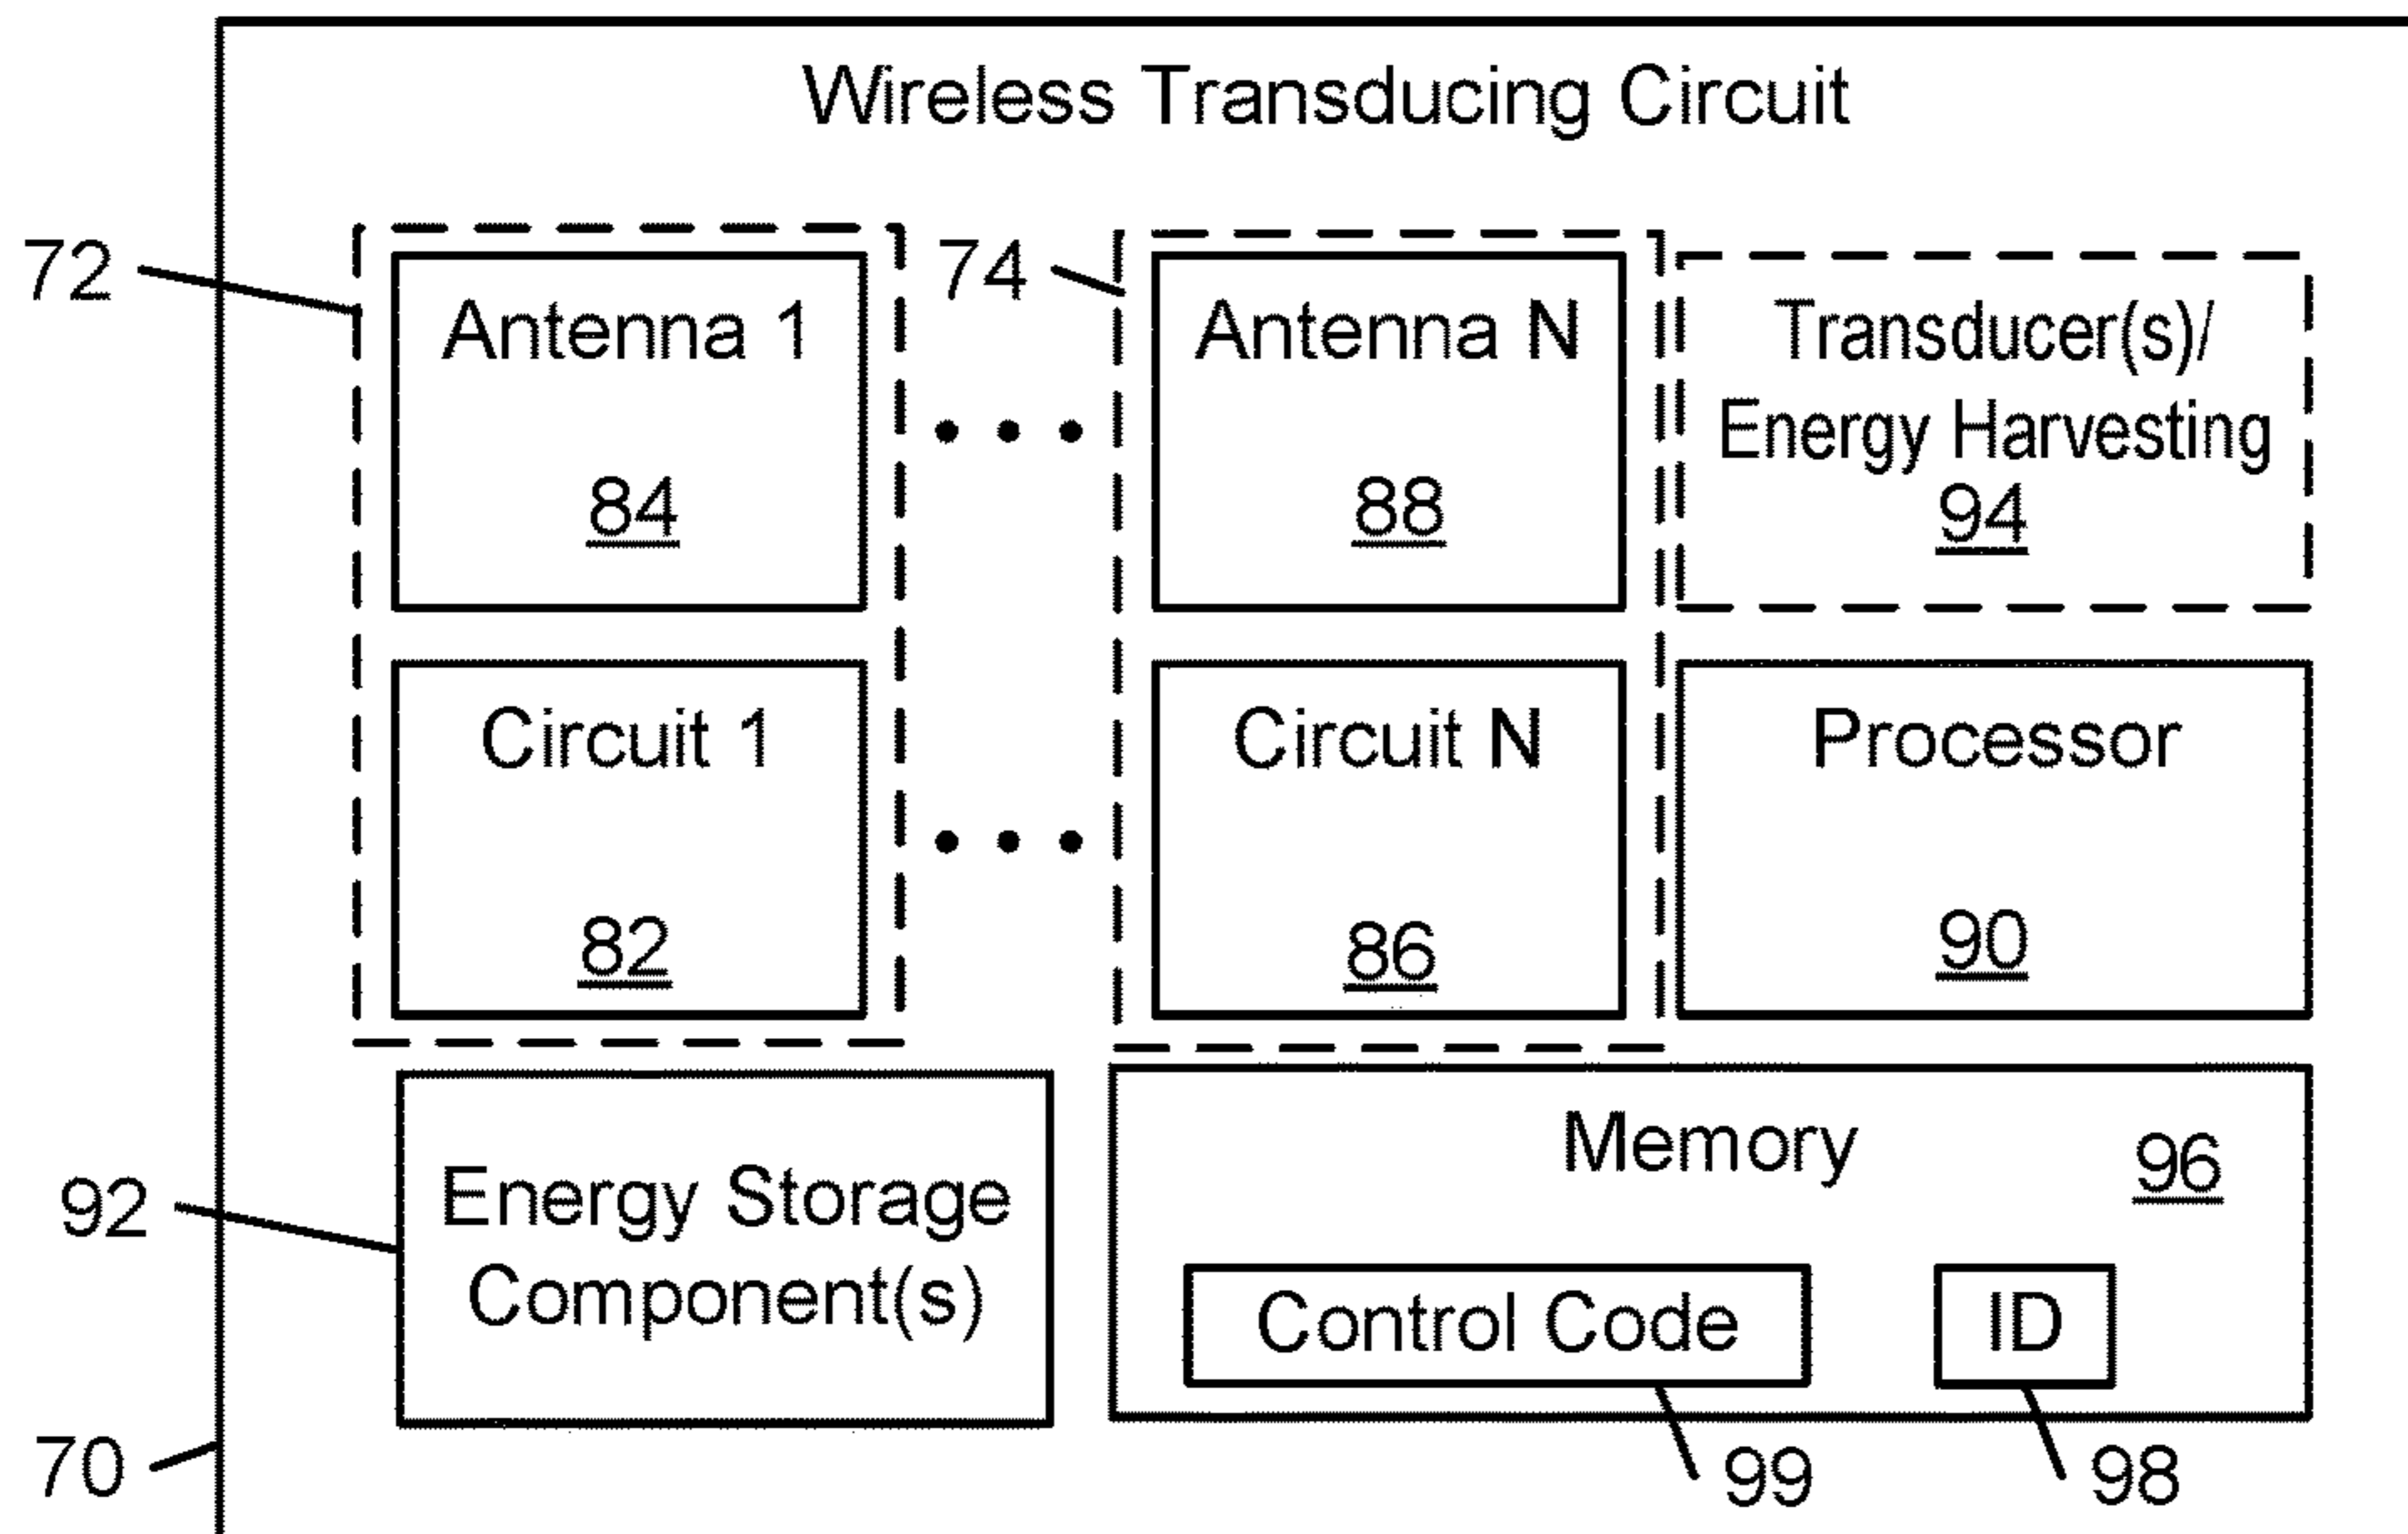 Wireless Transducing Circuit
72
Antenna 1
84
74
Antenna N
88
Transducer(s)/
Energy Harvesting
94
Circuit 1
82
Circuit N
86
Processor
90
92
Energy Storage
Component(s)
Memory
96
Control Code
ID
70
99
98